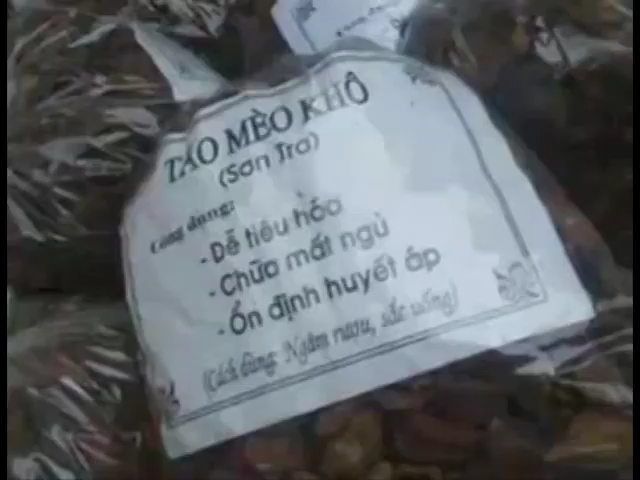 TÁO MÈO KHÔ
(Sơn Tra)
Công dụng:
- Dễ tiêu hóa
- Chữa mất ngủ
- Ổn định huyết áp
(Cách dùng: Ngâm rượu, sắc uống)